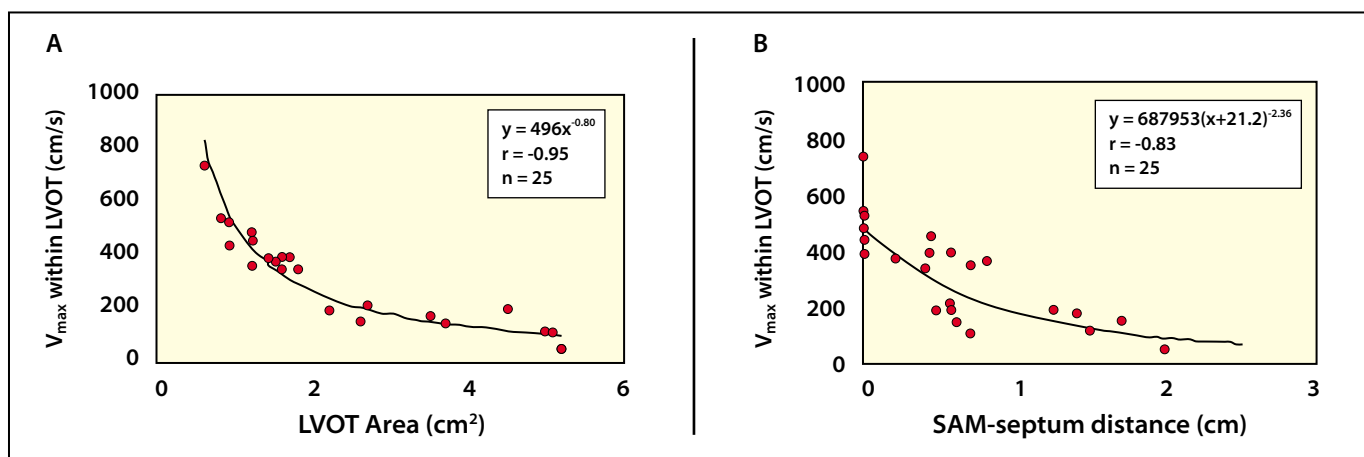 A
V_max within LVOT (cm/s)
1000
800
600
400
200
0
y = 496x^-0.80
r = -0.95
n = 25
0
2
4
6
LVOT Area (cm²)
B
V_max within LVOT (cm/s)
1000
800
600
400
200
0
y = 687953(x+21.2)^-2.36
r = -0.83
n = 25
0
1
2
3
SAM-septum distance (cm)